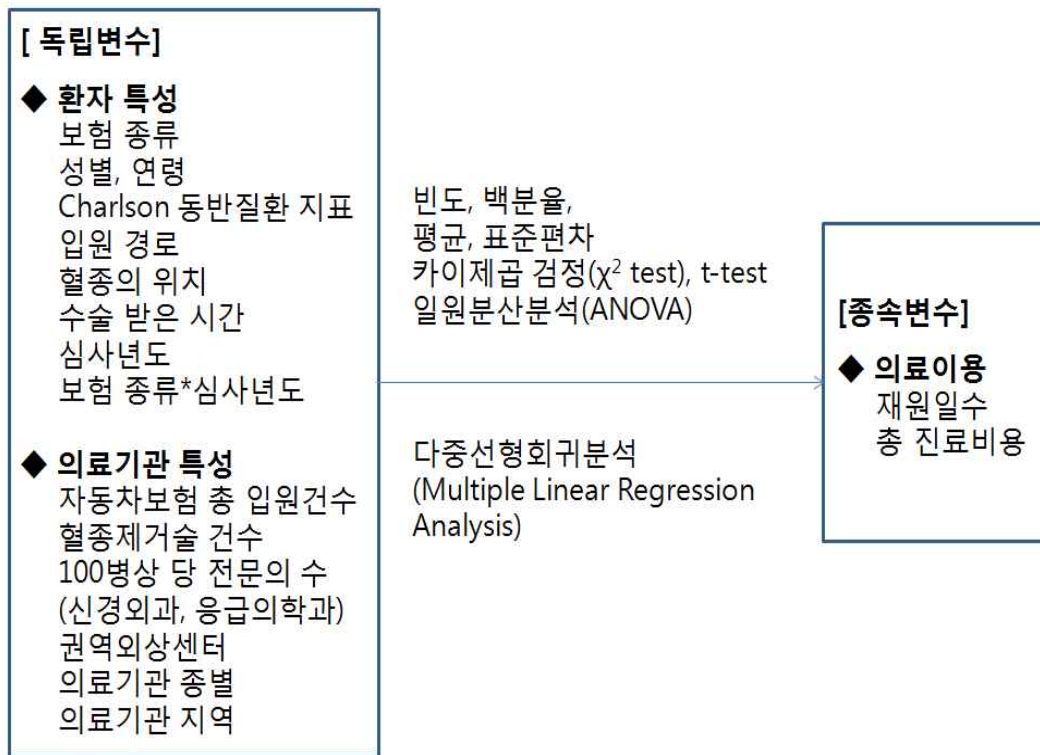 [ 독립변수]
◆ 환자 특성
보험 종류
성별, 연령
Charlson 동반질환 지표
입원 경로
혈종의 위치
수술 받은 시간
심사년도
보험 종류*심사년도
◆ 의료기관 특성
자동차보험 총 입원건수
혈종제거술 건수
100병상 당 전문의 수
(신경외과, 응급의학과)
권역외상센터
의료기관 종별
의료기관 지역
빈도, 백분율,
평균, 표준편차
카이제곱 검정(χ² test), t-test
일원분산분석(ANOVA)
다중선형회귀분석
(Multiple Linear Regression
Analysis)
[종속변수]
◆ 의료이용
재원일수
총 진료비용